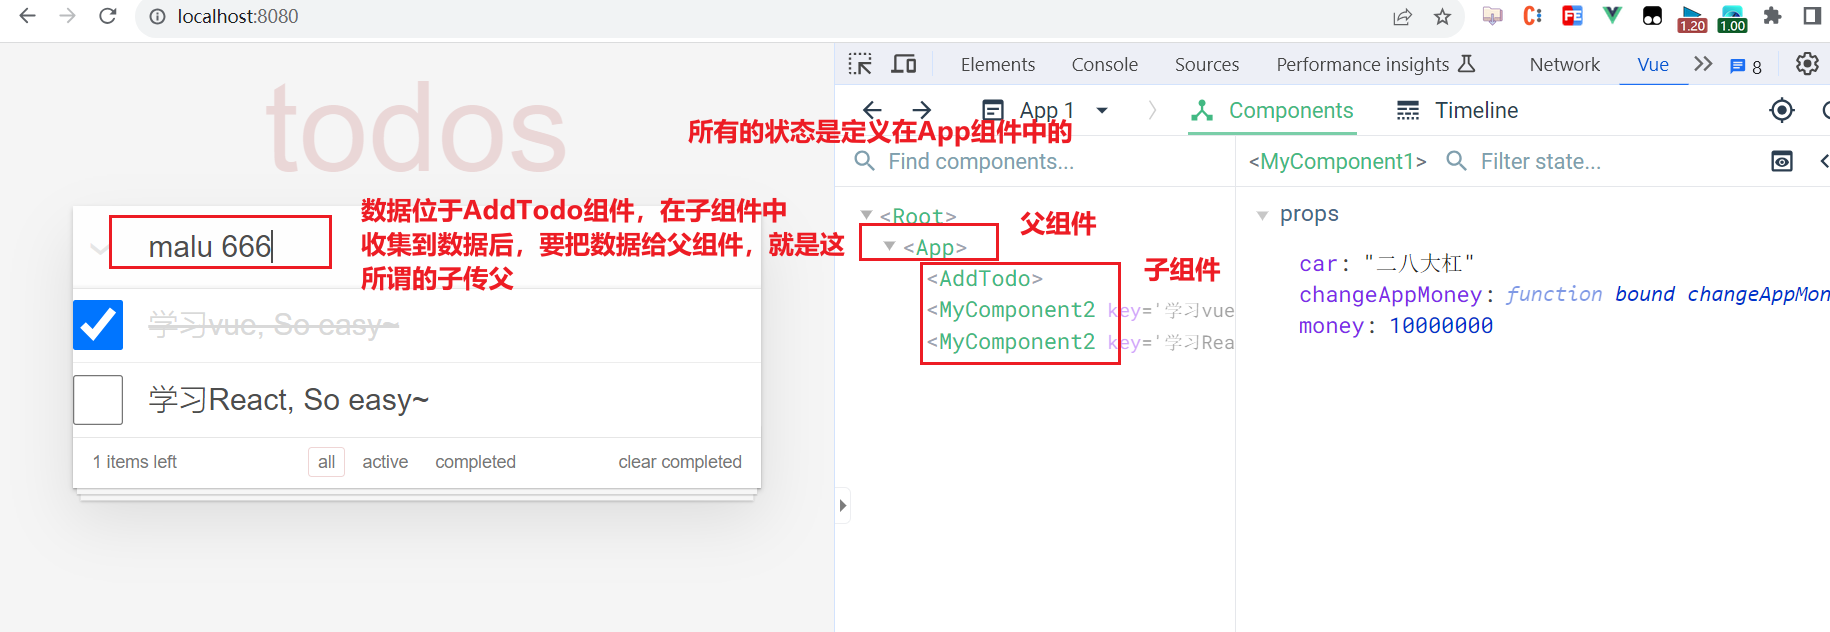 localhost:8080
1.20
1.00
Elements
Console
Sources
Performance insights
Network
Vue
8
todos
App 1
Components
Timeline
所有的状态是定义在App组件中的
Find components...
<MyComponent1>
Filter state...
malu 666
数据位于AddTodo组件，在子组件中
收集到数据后，要把数据给父组件，就是这
所谓的子传父
学习vue, So easy~
学习React, So easy~
1 items left
all
active
completed
clear completed
<Root>
<App>
父组件
<AddTodo>
子组件
<MyComponent2 key='学习vue
<MyComponent2 key='学习Rea
props
car: "二八大杠"
changeAppMoney: function bound changeAppMon
money: 10000000